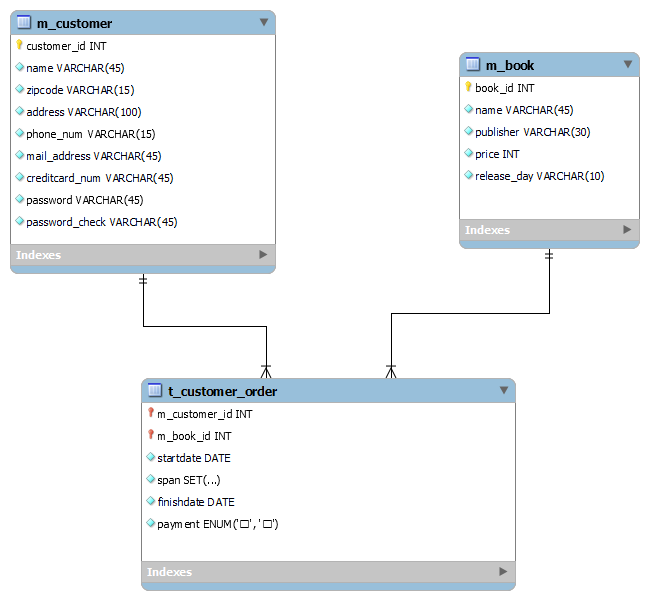 m_customer
customer_id INT
name VARCHAR(45)
zipcode VARCHAR(15)
address VARCHAR(100)
phone_num VARCHAR(15)
mail_address VARCHAR(45)
creditcard_num VARCHAR(45)
password VARCHAR(45)
password_check VARCHAR(45)
Indexes
m_book
book_id INT
name VARCHAR(45)
publisher VARCHAR(30)
price INT
release_day VARCHAR(10)
Indexes
t_customer_order
m_customer_id INT
m_book_id INT
startdate DATE
span SET(...)
finishdate DATE
payment ENUM('□', '□')
Indexes